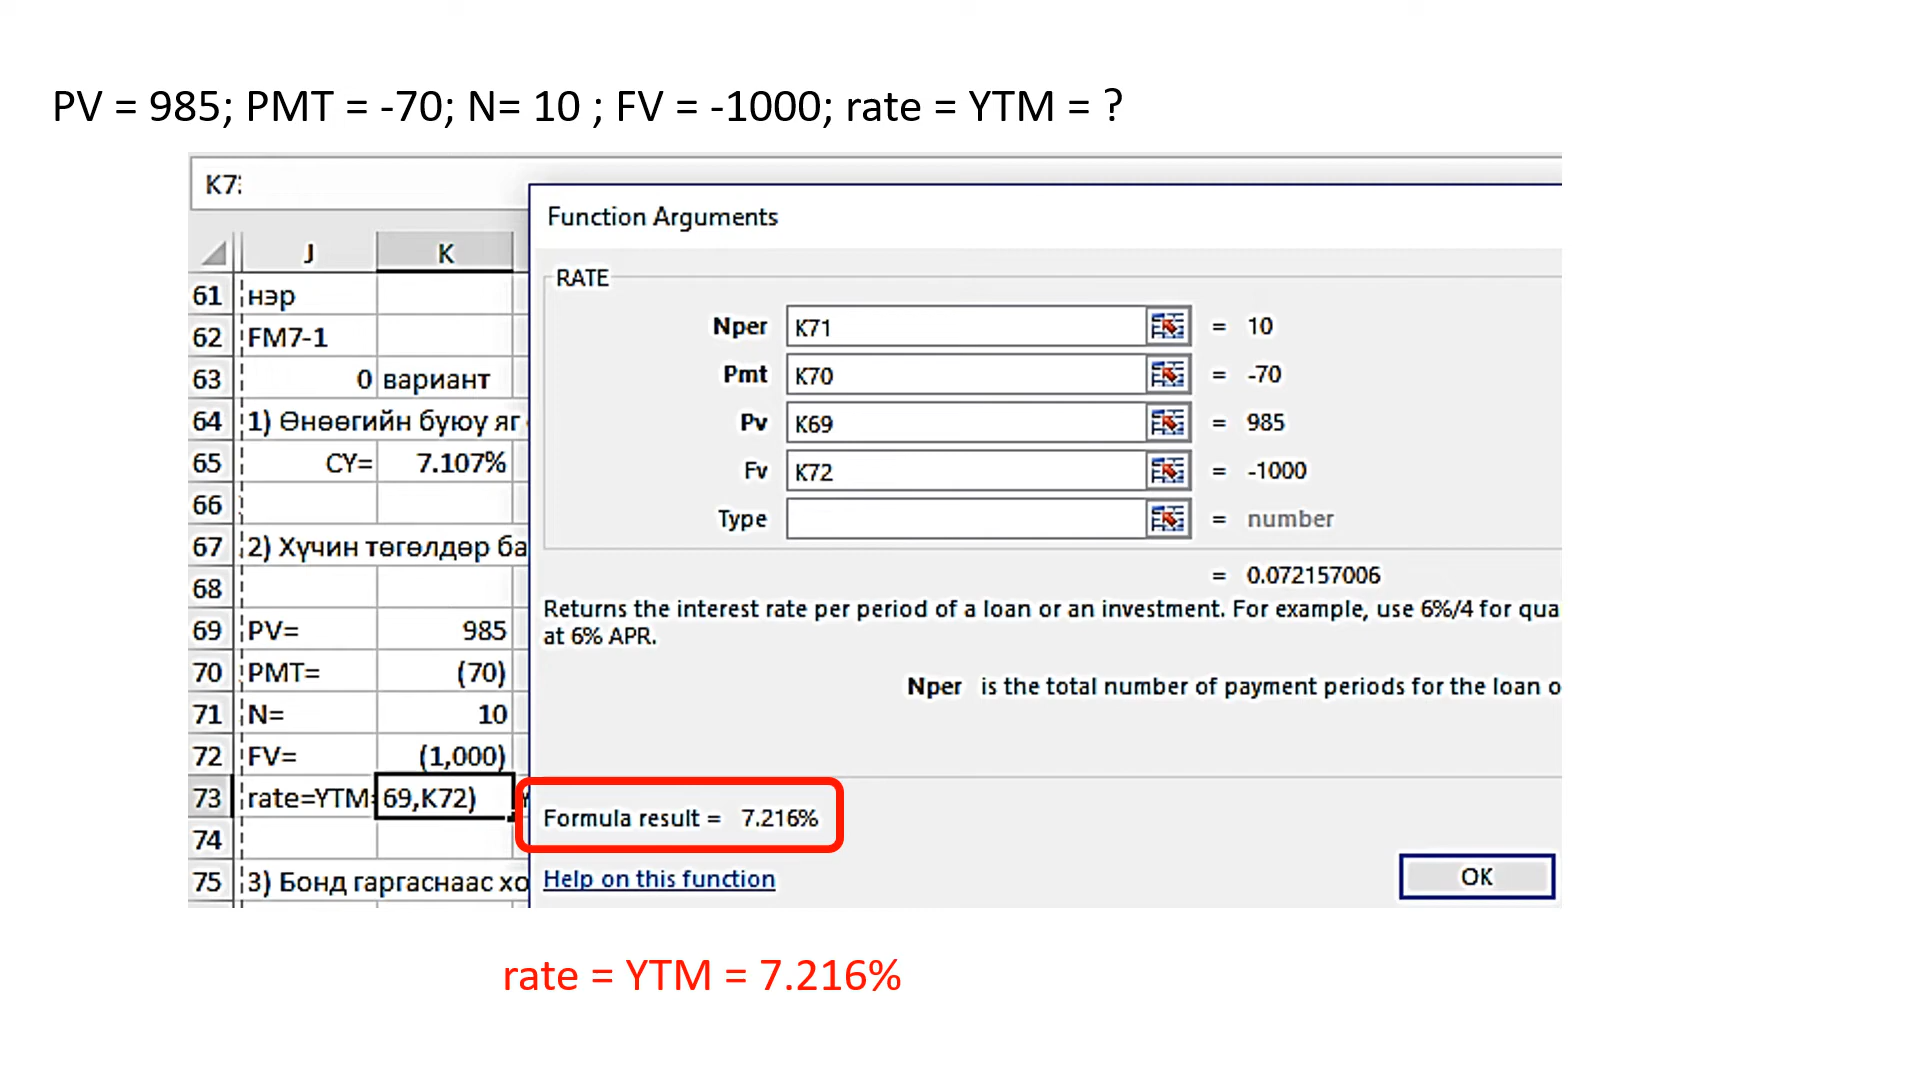 PV = 985; PMT = -70; N= 10 ; FV = -1000; rate = YTM = ?
Function Arguments
J K
RATE
61 нэр
62 FM7-1
63 0 вариант
64 1) Өнөөгийн буюу яг
65 CY= 7.107%
66
67 2) Хүчин төгөлдөр ба
68
69 PV= 985
70 PMT= (70)
71 N= 10
72 FV= (1,000)
73 rate=YTM= 69,K72)
74
75 3) Бонд гаргаснаас хо
Nper K71 = 10
Pmt K70 = -70
Pv K69 = 985
Fv K72 = -1000
Type = number
= 0.072157006
Returns the interest rate per period of a loan or an investment. For example, use 6%/4 for qua
at 6% APR.
Nper is the total number of payment periods for the loan o
Formula result = 7.216%
Help on this function
OK
rate = YTM = 7.216%